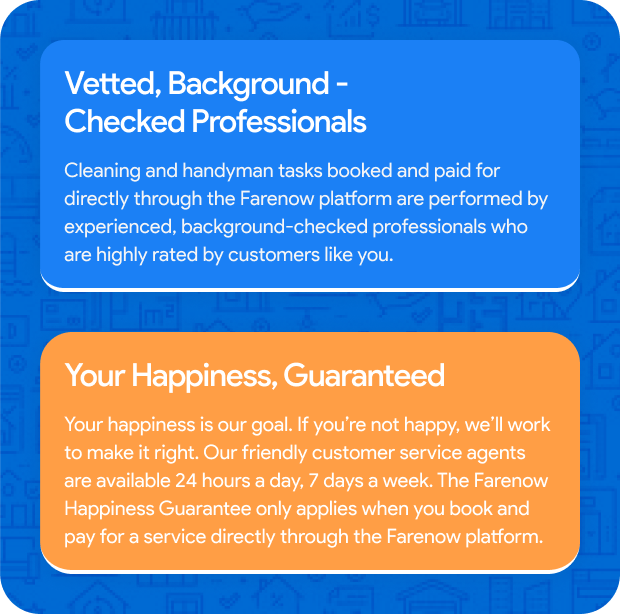 Vetted, Background -
Checked Professionals
Cleaning and handyman tasks booked and paid for
directly through the Farenow platform are performed by
experienced, background-checked professionals who
are highly rated by customers like you.
Your Happiness, Guaranteed
Your happiness is our goal. If you’re not happy, we’ll work
to make it right. Our friendly customer service agents
are available 24 hours a day, 7 days a week. The Farenow
Happiness Guarantee only applies when you book and
pay for a service directly through the Farenow platform.
m²